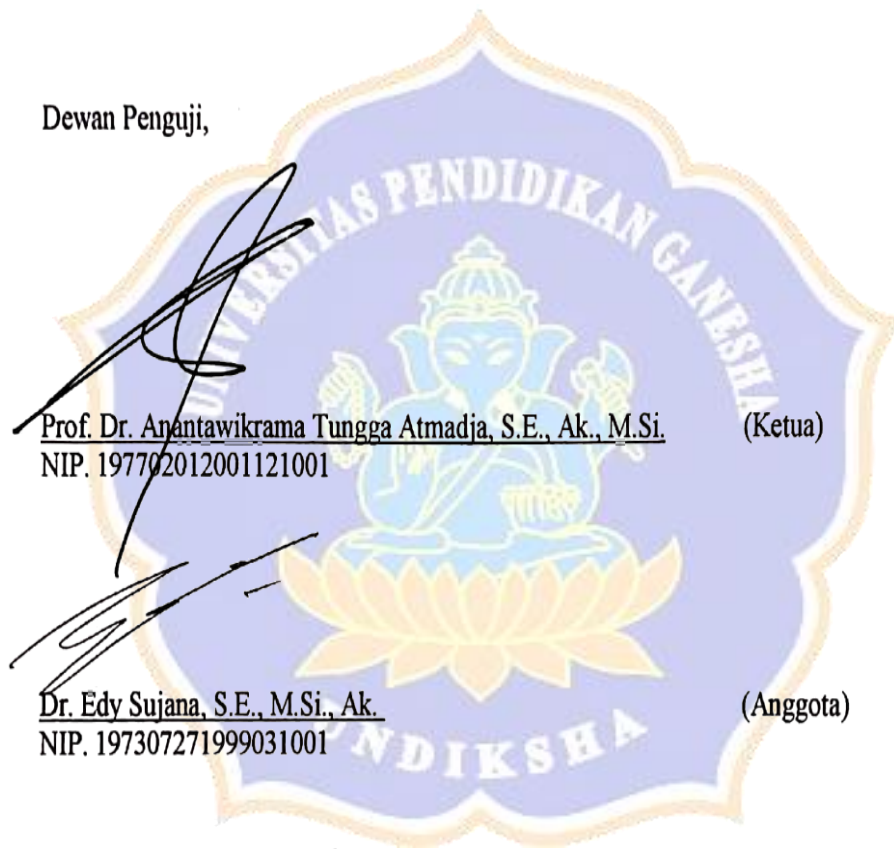 Dewan Penguji,
UNIVERSITAS PENDIDIKAN GANESHA
Prof. Dr. Anantawikrama Tungga Atmadja, S.E., Ak., M.Si. (Ketua)
NIP. 197702012001121001
Dr. Edy Sujana, S.E., M.Si., Ak. (Anggota)
NIP. 197307271999031001
UNDIKSHA